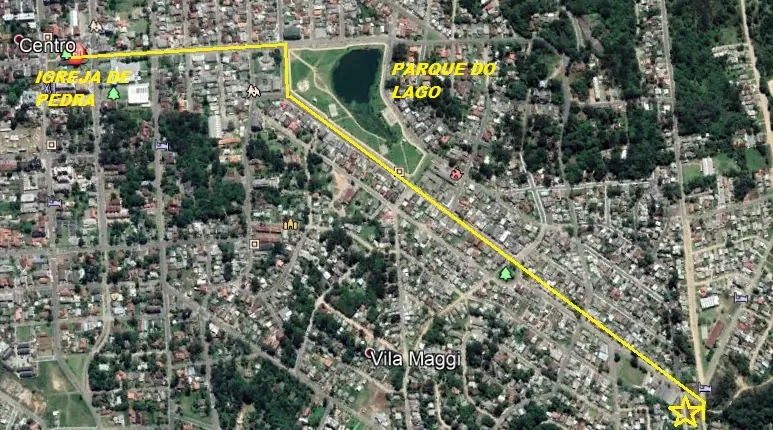 Centro
IGREJA DE
PEDRA
PARQUE DO
LAGO
Vila Maggi